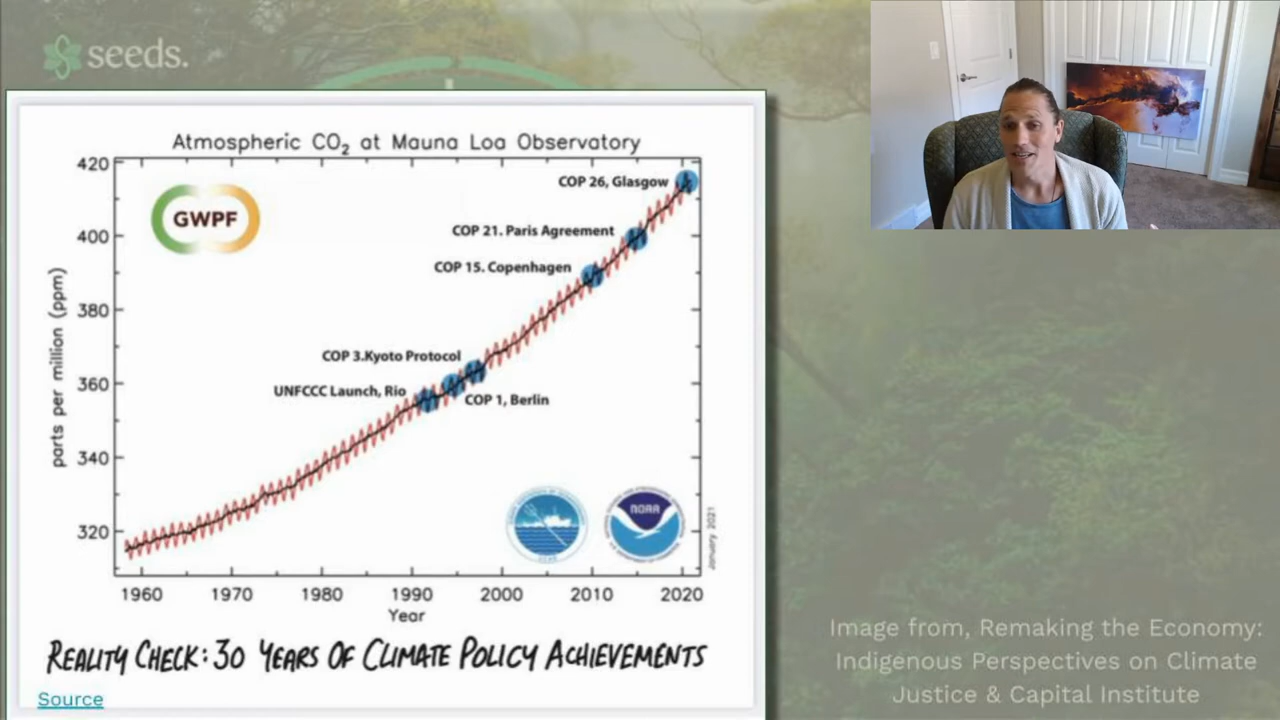 seeds.
Atmospheric CO₂ at Mauna Loa Observatory
GWPF
420
400
380
360
340
320
parts per million (ppm)
COP 26, Glasgow
COP 21. Paris Agreement
COP 15. Copenhagen
COP 3.Kyoto Protocol
UNFCCC Launch, Rio
COP 1, Berlin
NOAA
January 2021
1960 1970 1980 1990 2000 2010 2020
Year
REALITY CHECK: 30 YEARS OF CLIMATE POLICY ACHIEVEMENTS
Source
Image from, Remaking the Economy:
Indigenous Perspectives on Climate
Justice & Capital Institute